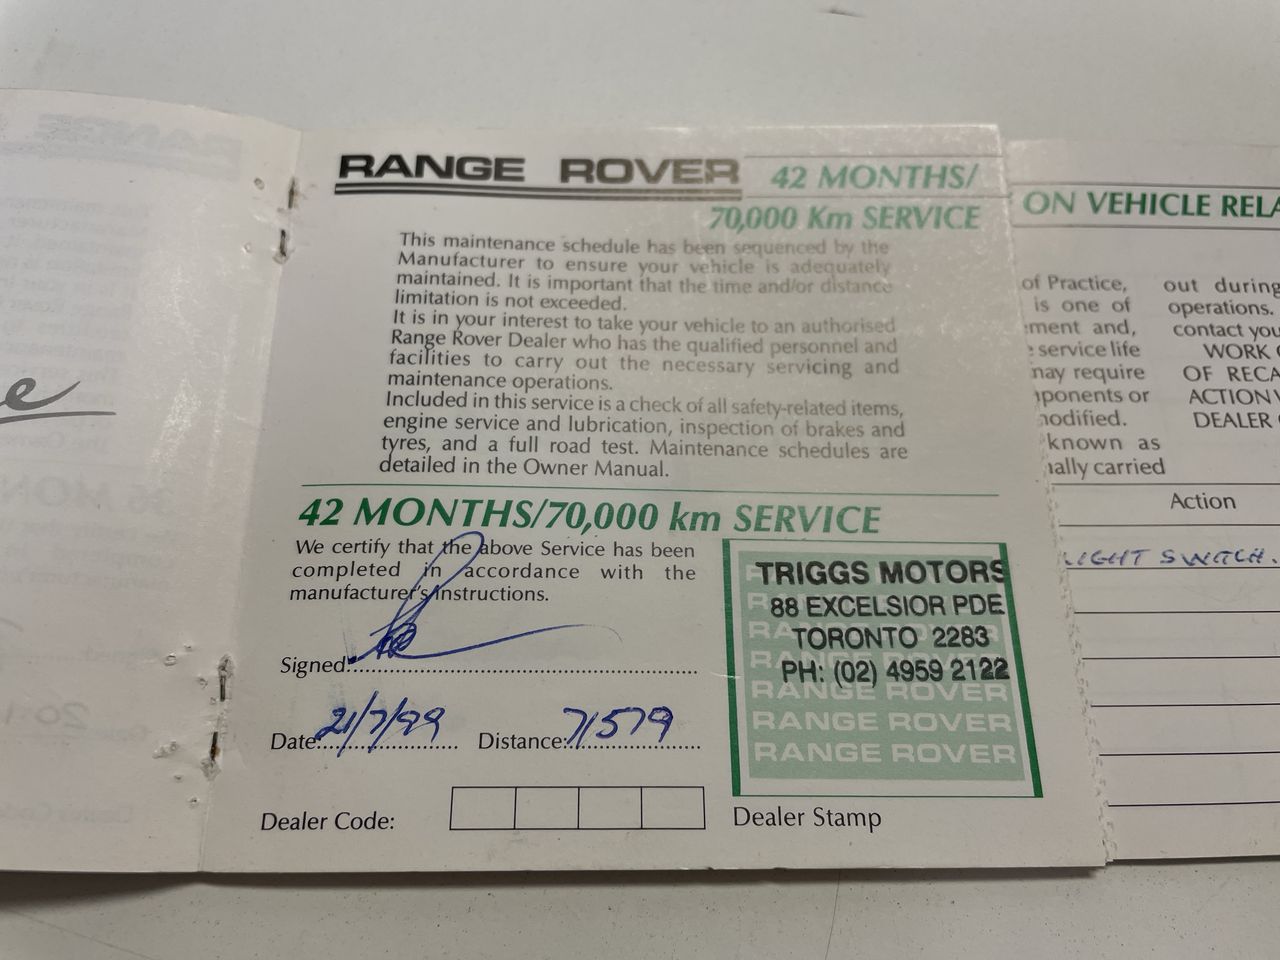 RANGE ROVER
42 MONTHS/
70,000 Km SERVICE
This maintenance schedule has been sequenced by the
Manufacturer to ensure your vehicle is adequately
maintained. It is important that the time and/or distance
limitation is not exceeded.
It is in your interest to take your vehicle to an authorised
Range Rover Dealer who has the qualified personnel and
facilities to carry out the necessary servicing and
maintenance operations.
Included in this service is a check of all safety-related items,
engine service and lubrication, inspection of brakes and
tyres, and a full road test. Maintenance schedules are
detailed in the Owner Manual.
42 MONTHS/70,000 km SERVICE
We certify that the above Service has been
completed in accordance with the
manufacturer's instructions.
Signed:
Date: 21/7/99 Distance: 71579
Dealer Code:
TRIGGS MOTORS
88 EXCELSIOR PDE
TORONTO 2283
PH: (02) 4959 2122
RANGE ROVER
RANGE ROVER
RANGE ROVER
Dealer Stamp
ON VEHICLE RELA
of Practice,
is one of
ment and,
service life
may require
ponents or
nodified.
known as
nally carried
out during
operations.
contact you
WORK
OF RECA
ACTION
DEALER
Action
LIGHT SWITCH.